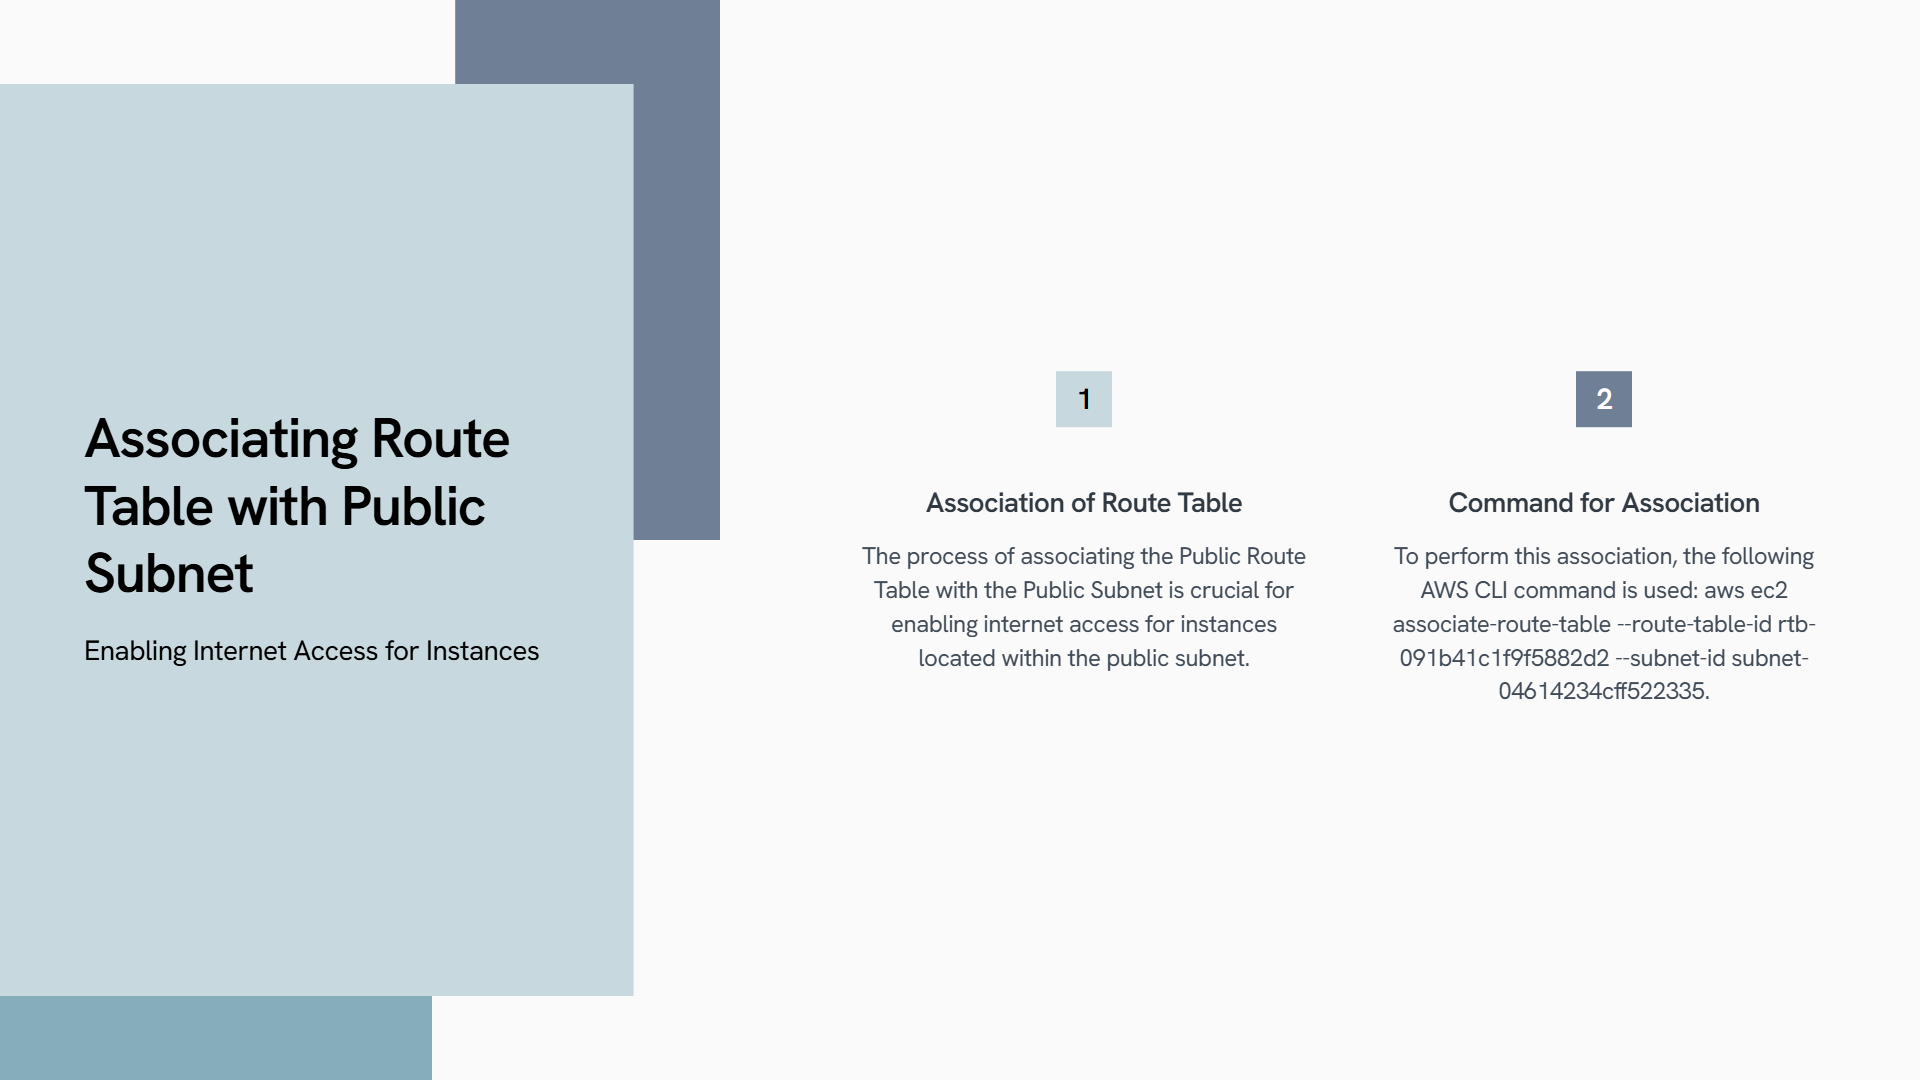 Associating Route
Table with Public
Subnet
Enabling Internet Access for Instances
1
Association of Route Table
The process of associating the Public Route
Table with the Public Subnet is crucial for
enabling internet access for instances
located within the public subnet.
2
Command for Association
To perform this association, the following
AWS CLI command is used: aws ec2
associate-route-table --route-table-id rtb-
091b41c1f9f5882d2 --subnet-id subnet-
04614234cff522335.